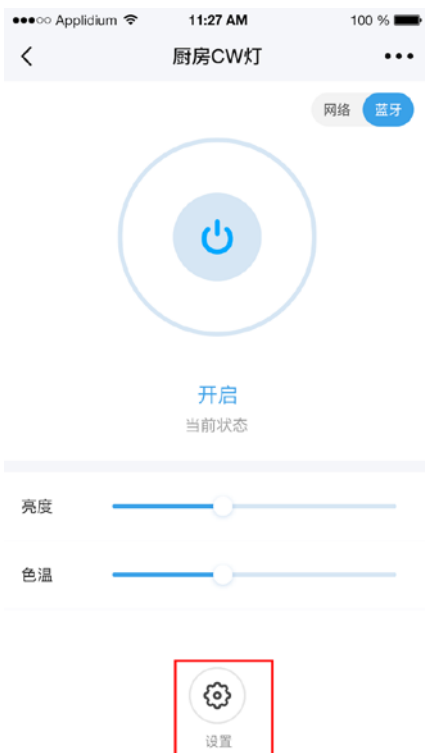 Applidium 11:27 AM 100 %
厨房CW灯
网络 蓝牙
开启
当前状态
亮度
色温
设置